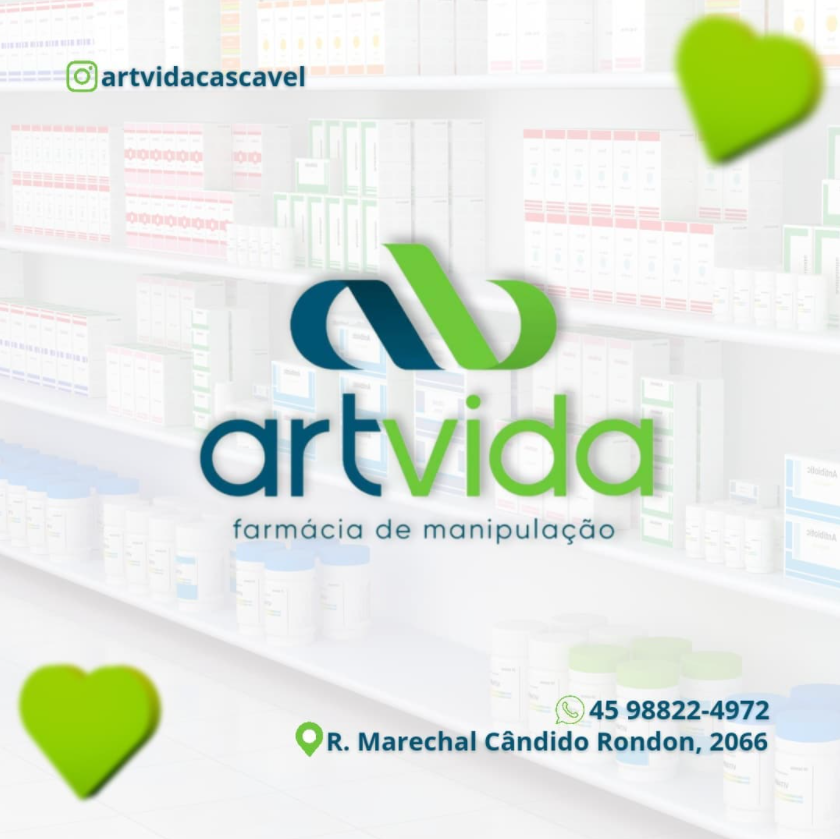 artvidacascavel
artvida
farmácia de manipulação
45 98822-4972
R. Marechal Cândido Rondon, 2066